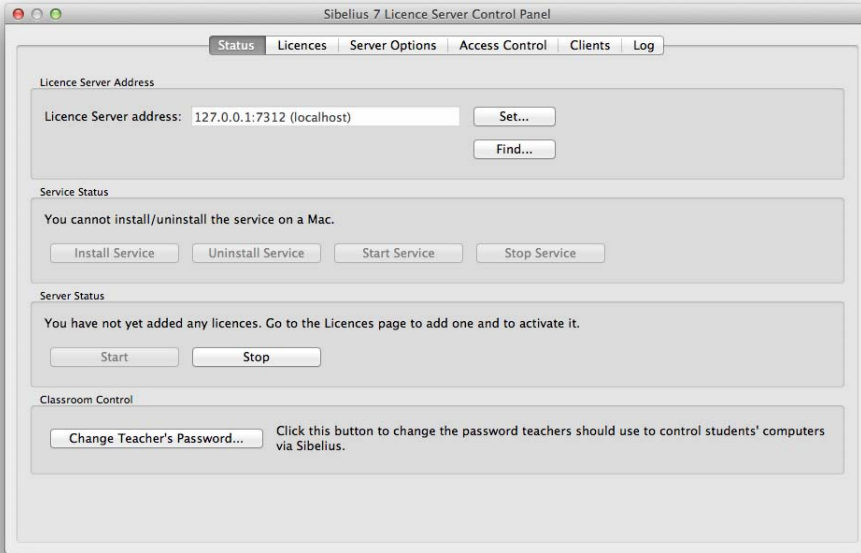 Sibelius 7 Licence Server Control Panel
Status Licences Server Options Access Control Clients Log
Licence Server Address
Licence Server address: 127.0.0.1:7312 (localhost) Set...
Find...
Service Status
You cannot install/uninstall the service on a Mac.
Install Service Uninstall Service Start Service Stop Service
Server Status
You have not yet added any licences. Go to the Licences page to add one and to activate it.
Start Stop
Classroom Control
Change Teacher's Password... Click this button to change the password teachers should use to control students' computers
via Sibelius.